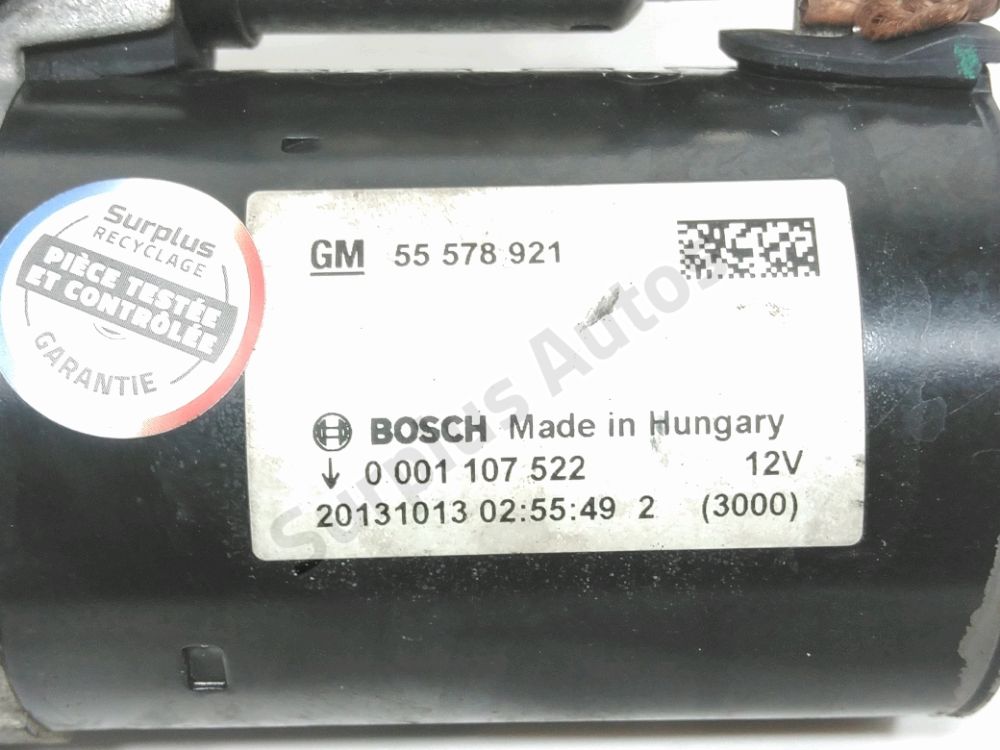 Surplus
RECYCLAGE
PIÈCE TESTÉE
ET CONTRÔLÉE
GARANTIE
GM 55 578 921
BOSCH Made in Hungary
↓ 0 001 107 522 12V
20131013 02:55:49 2 (3000)
Surplus Autos